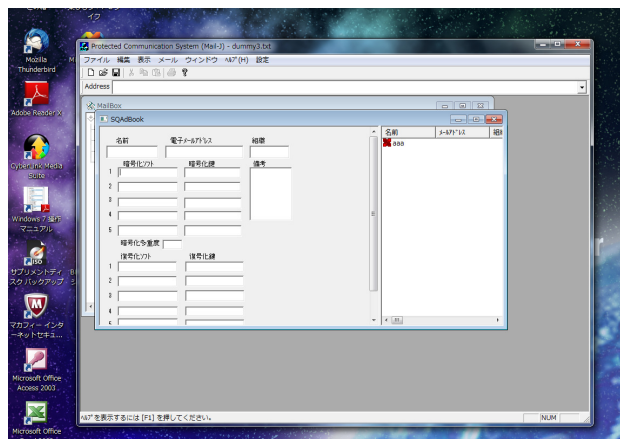 イア
Mozilla
Thunderbird
M
Adobe Reader X
CyberLink Media
Suite
Windows 7 操作
マニュアル
サプリメントディ
スク バックアップ
マカフィー インタ
ーネットセキュ...
Microsoft Office
Access 2003
Microsoft Office
Protected Communication System (Mail-J) - dummy3.txt
ファイル 編集 表示 メール ウィンドウ ヘルプ(H) 設定
Address
MailBox
SQAdBook
名前 電子メールアドレス 組織
暗号化ソフト 暗号化鍵 備考
1
2
3
4
5
暗号化多重度
復号化ソフト 復号化鍵
1
2
3
4
5
名前 メールアドレス 組織
aaa
ヘルプを表示するには [F1] を押してください。
NUM